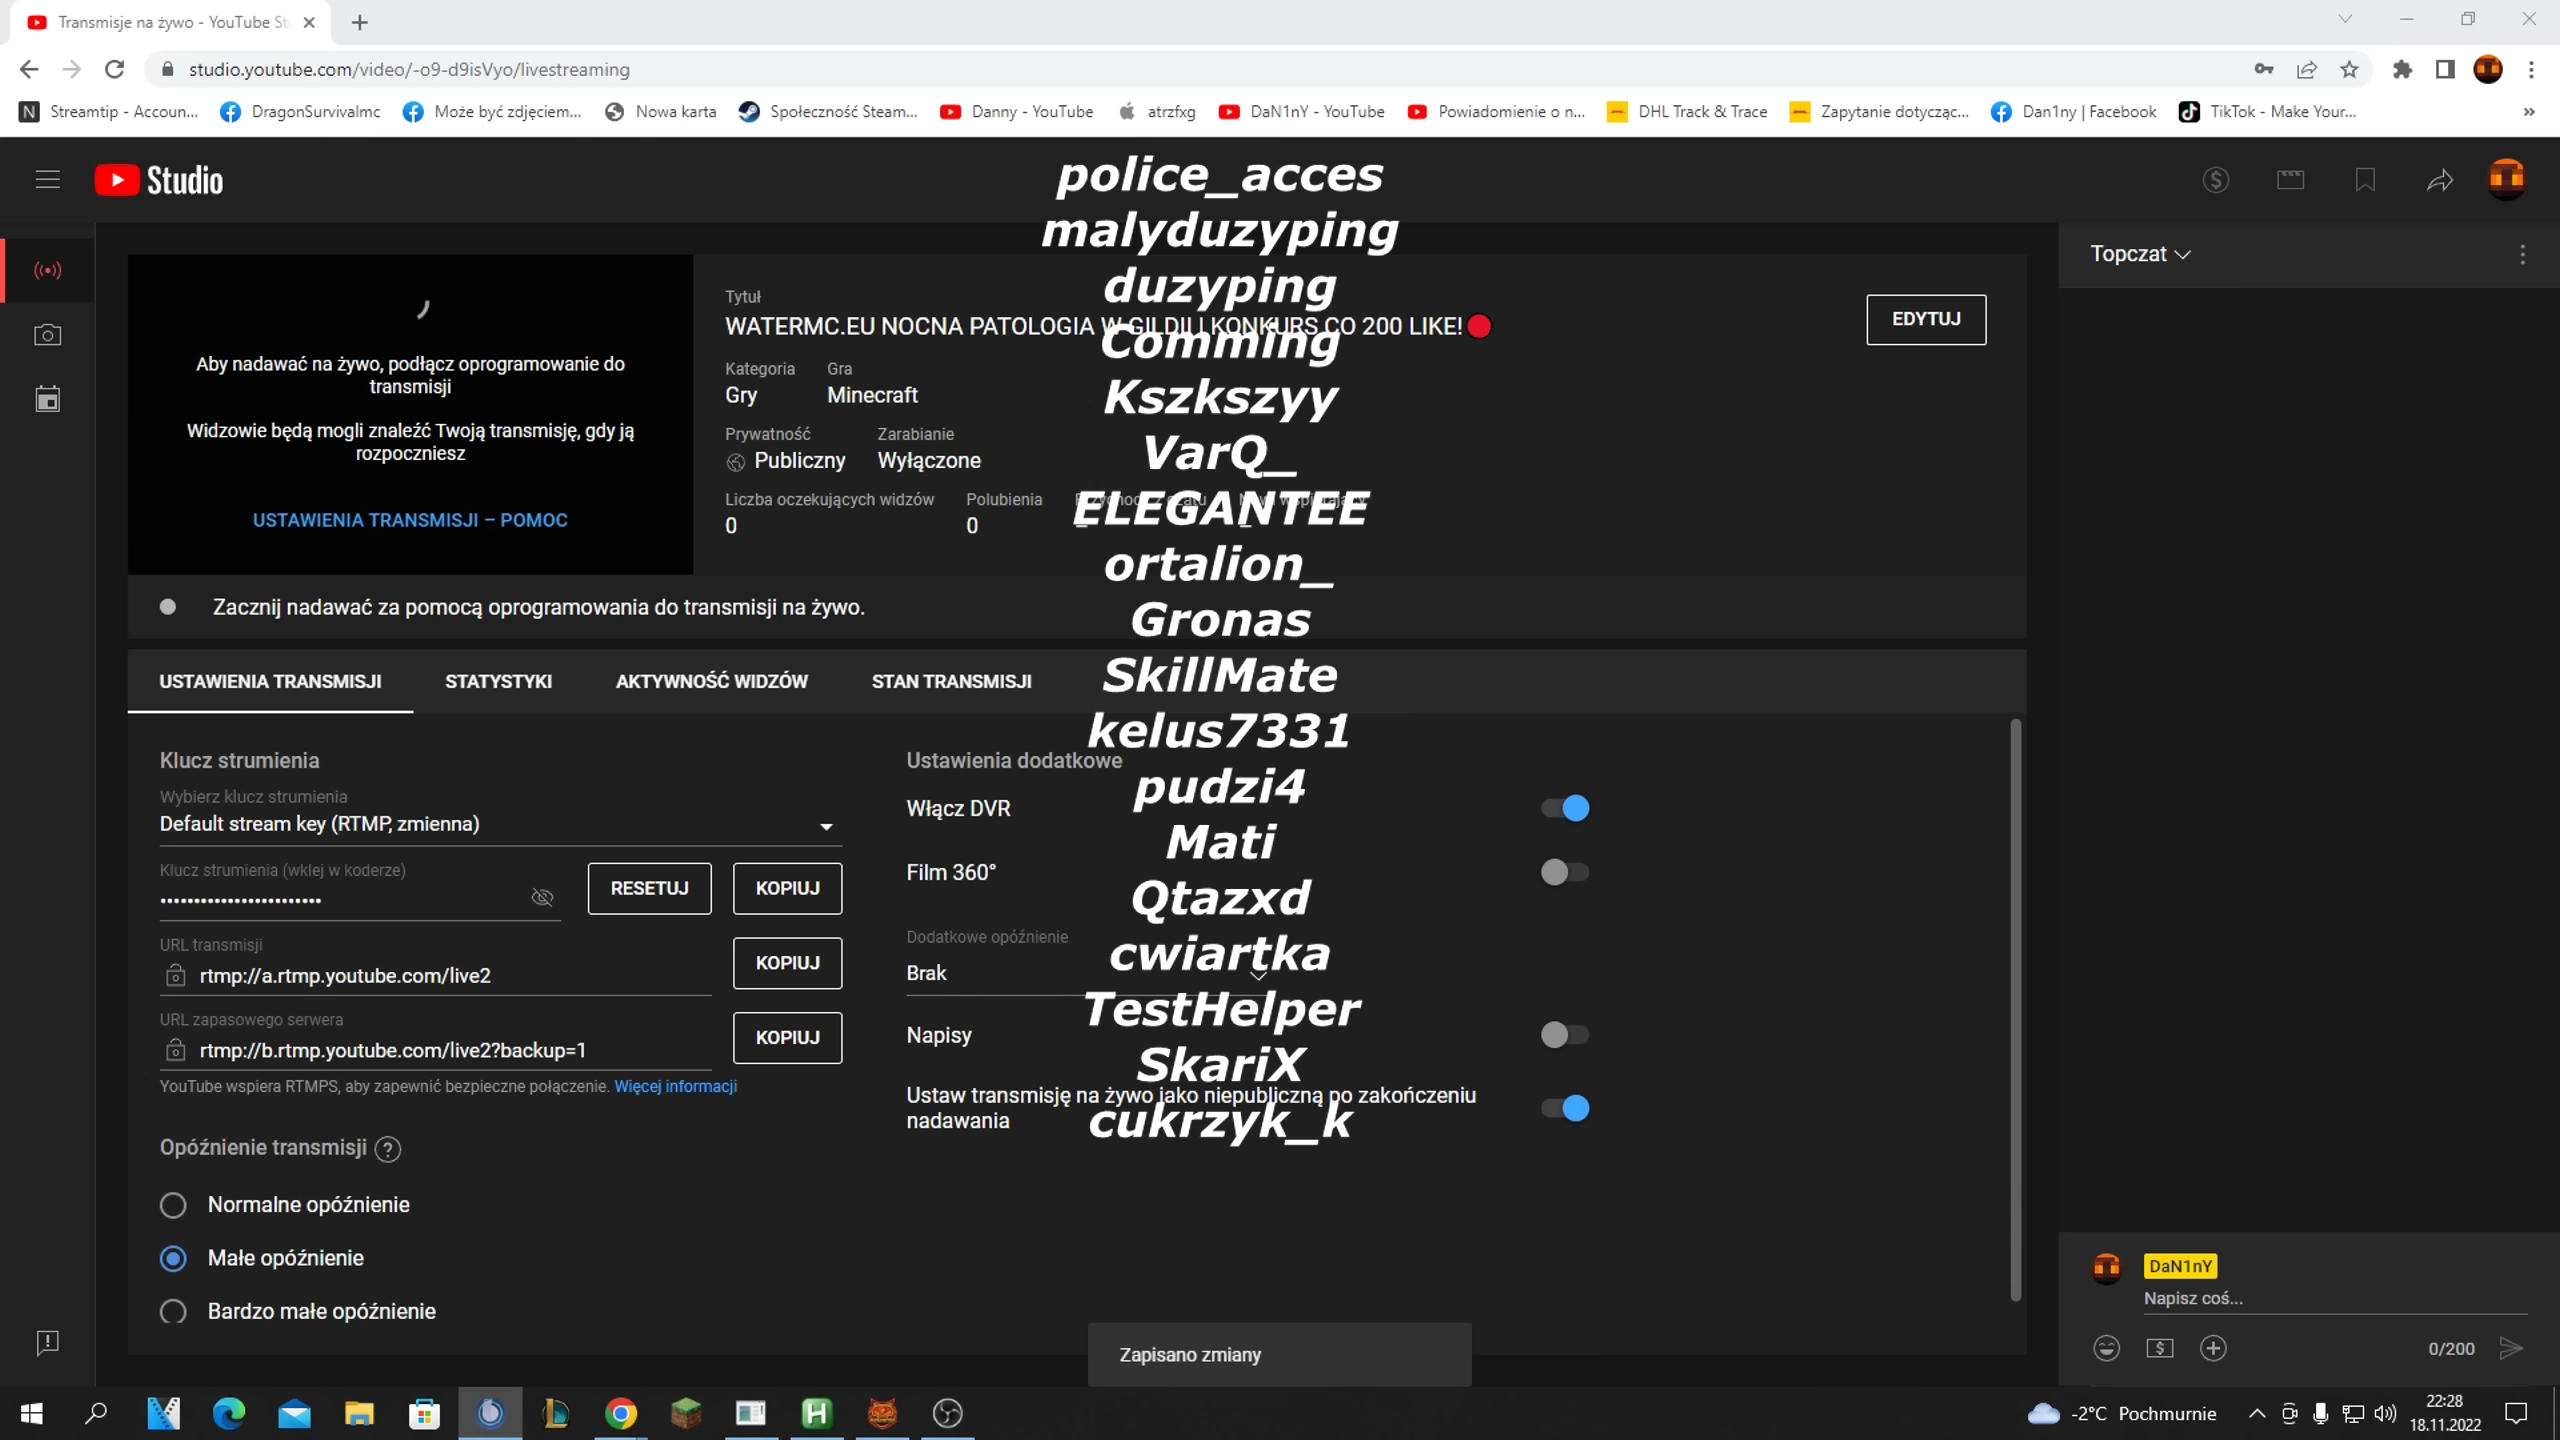 Transmisje na żywo - YouTube St
studio.youtube.com/video/-o9-d9isVyo/livestreaming
Streamtip - Accoun...
DragonSurvivalmc
Może być zdjęciem...
Nowa karta
Społeczność Steam...
Danny - YouTube
atrzfxg
DaN1nY - YouTube
Powiadomienie o n...
DHL Track & Trace
Zapytanie dotycząc...
Dan1ny | Facebook
TikTok - Make Your...
»
Studio
police_acces
malyduzyping
duzyping
Comming
Kszkszyy
VarQ_
ELEGANTEE
ortalion_
Gronas
SkillMate
kelus7331
pudzi4
Mati
Qtazxd
cwiartka
TestHelper
SkariX
cukrzyk_k
Aby nadawać na żywo, podłącz oprogramowanie do
transmisji
Widzowie będą mogli znaleźć Twoją transmisję, gdy ją
rozpoczniesz
USTAWIENIA TRANSMISJI – POMOC
Tytuł
WATERMC.EU NOCNA PATOLOGIA W GILDII KONKURS CO 200 LIKE!
EDYTUJ
Kategoria
Gry
Gra
Minecraft
Prywatność
Publiczny
Zarabianie
Wyłączone
Liczba oczekujących widzów
0
Polubienia
0
Zacznij nadawać za pomocą oprogramowania do transmisji na żywo.
USTAWIENIA TRANSMISJI
STATYSTYKI
AKTYWNOŚĆ WIDZÓW
STAN TRANSMISJI
Klucz strumienia
Wybierz klucz strumienia
Default stream key (RTMP, zmienna)
Klucz strumienia (wklej w koderze)
••••••••••••••••••••••••
RESETUJ
KOPIUJ
URL transmisji
rtmp://a.rtmp.youtube.com/live2
KOPIUJ
URL zapasowego serwera
rtmp://b.rtmp.youtube.com/live2?backup=1
KOPIUJ
YouTube wspiera RTMPS, aby zapewnić bezpieczne połączenie. Więcej informacji
Opóźnienie transmisji ?
Normalne opóźnienie
Małe opóźnienie
Bardzo małe opóźnienie
Ustawienia dodatkowe
Włącz DVR
Film 360°
Dodatkowe opóźnienie
Brak
Napisy
Ustaw transmisję na żywo jako niepubliczną po zakończeniu
nadawania
Zapisano zmiany
Topczat
DaN1nY
Napisz coś...
0/200
-2°C Pochmurnie
22:28
18.11.2022